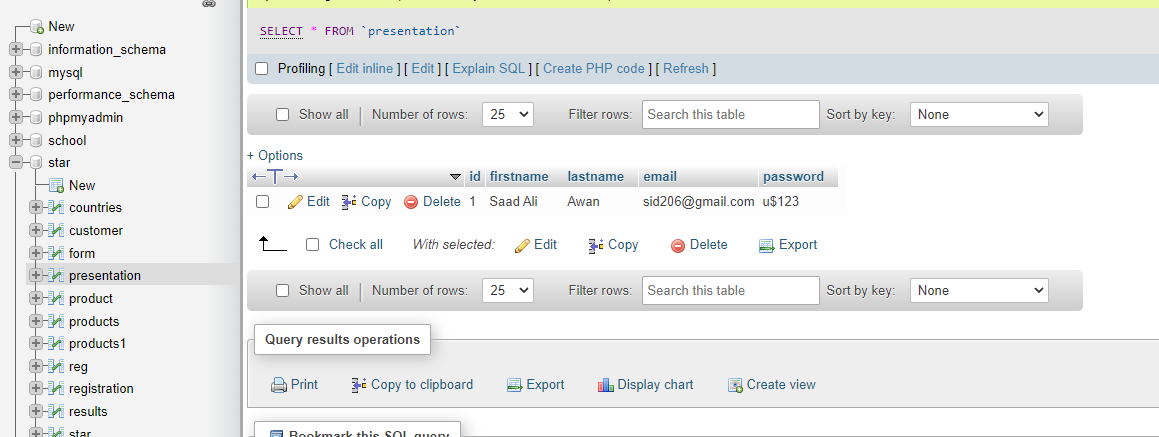 SELECT * FROM `presentation`
Profiling [ Edit inline ] [ Edit ] [ Explain SQL ] [ Create PHP code ] [ Refresh ]
Show all Number of rows: 25 Filter rows: Search this table Sort by key: None
+ Options
id firstname lastname email password
Edit Copy Delete 1 Saad Ali Awan sid206@gmail.com u$123
Check all With selected: Edit Copy Delete Export
Show all Number of rows: 25 Filter rows: Search this table Sort by key: None
Query results operations
Print Copy to clipboard Export Display chart Create view
Bookmark this SQL query
New
information_schema
mysql
performance_schema
phpmyadmin
school
star
New
countries
customer
form
presentation
product
products
products1
reg
registration
results
star